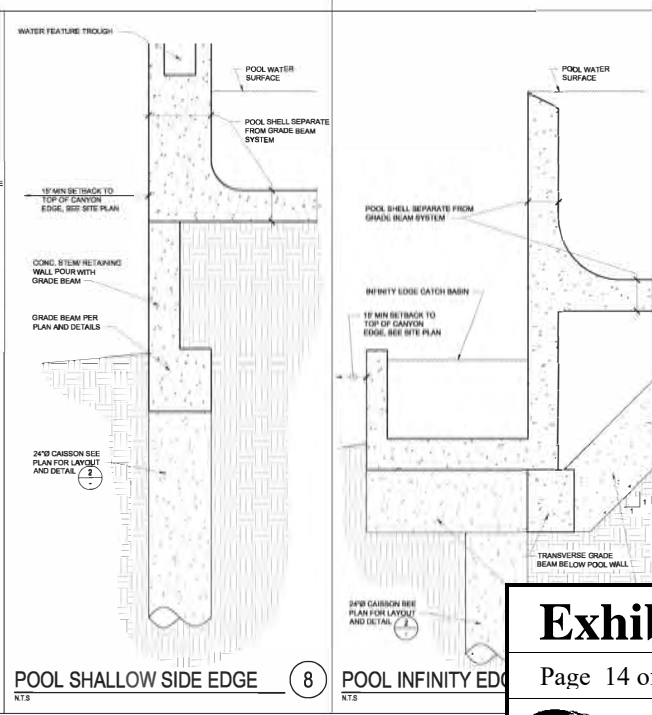 WATER FEATURE TROUGH
POOL WATER
SURFACE
POOL SHELL SEPARATE
FROM GRADE BEAM
SYSTEM
15' MIN SETBACK TO
TOP OF CANYON
EDGE, SEE SITE PLAN
CONC. STEM/ RETAINING
WALL POUR WITH
GRADE BEAM
GRADE BEAM PER
PLAN AND DETAILS
24"Ø CAISSON SEE
PLAN FOR LAYOUT
AND DETAIL
2
-
POOL SHALLOW SIDE EDGE
8
N.T.S
POOL WATER
SURFACE
POOL SHELL SEPARATE FROM
GRADE BEAM SYSTEM
INFINITY EDGE CATCH BASIN
15' MIN SETBACK TO
TOP OF CANYON
EDGE, SEE SITE PLAN
1
1
TRANSVERSE GRADE
BEAM BELOW POOL WALL
24"Ø CAISSON SEE
PLAN FOR LAYOUT
AND DETAIL
2
-
POOL INFINITY EDG
N.T.S
Exhib
Page 14 of